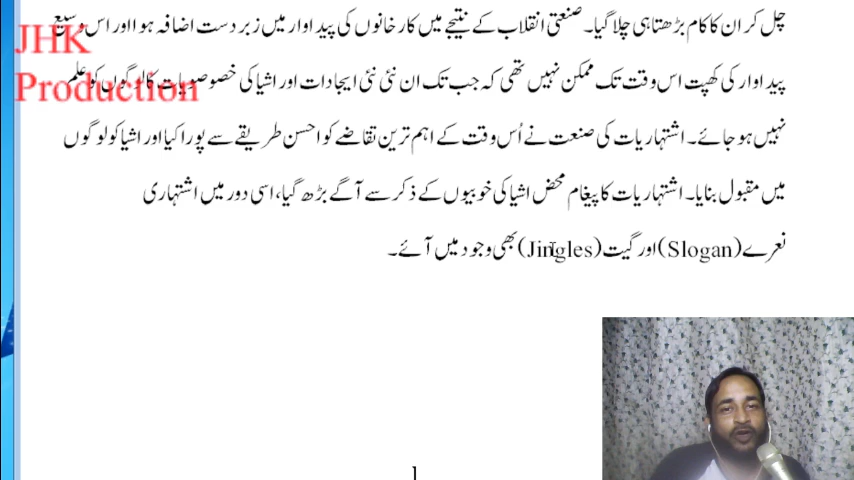 چل کر ان کا کام بڑھتا ہی چلا گیا۔ صنعتی انقلاب کے نتیجے میں کارخانوں کی پیداوار میں زبردست اضافہ ہوا اور اس وسیع
JHK
پیداوار کی کھپت اس وقت تک ممکن نہیں تھی کہ جب تک ان نئی نئی ایجادات اور اشیا کی خصوصویات کا لوگوں کو علم
Production
نہیں ہو جائے۔ اشتہاریات کی صنعت نے اُس وقت کے اہم ترین تقاضے کو احسن طریقے سے پورا کیا اور اشیا کو لوگوں
میں مقبول بنایا۔ اشتہاریات کا پیغام محض اشیا کی خوبیوں کے ذکر سے آگے بڑھ گیا، اسی دور میں اشتہاری
نعرے (Slogan) اور گیت (Jingles) بھی وجود میں آئے۔
1